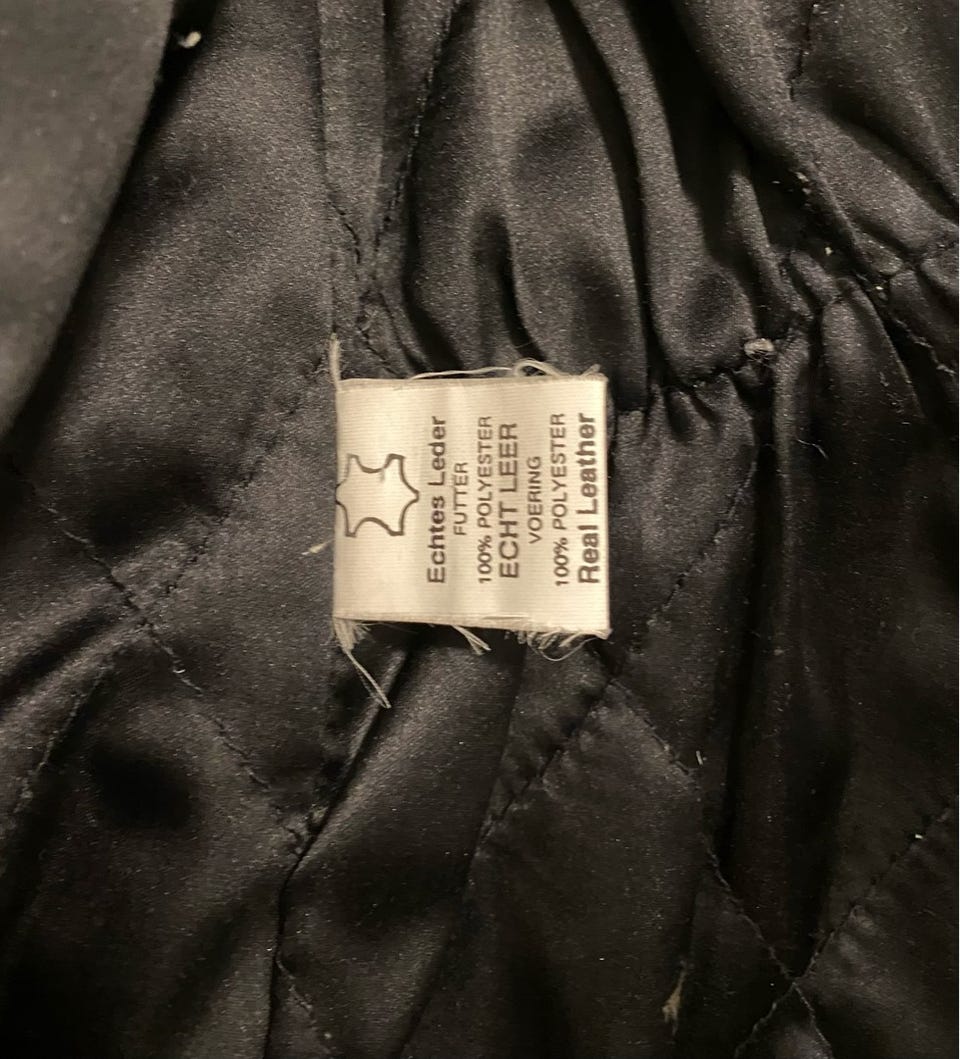 Echtes Leder
FUTTER
100% POLYESTER
ECHT LEER
VOERING
100% POLYESTER
Real Leather